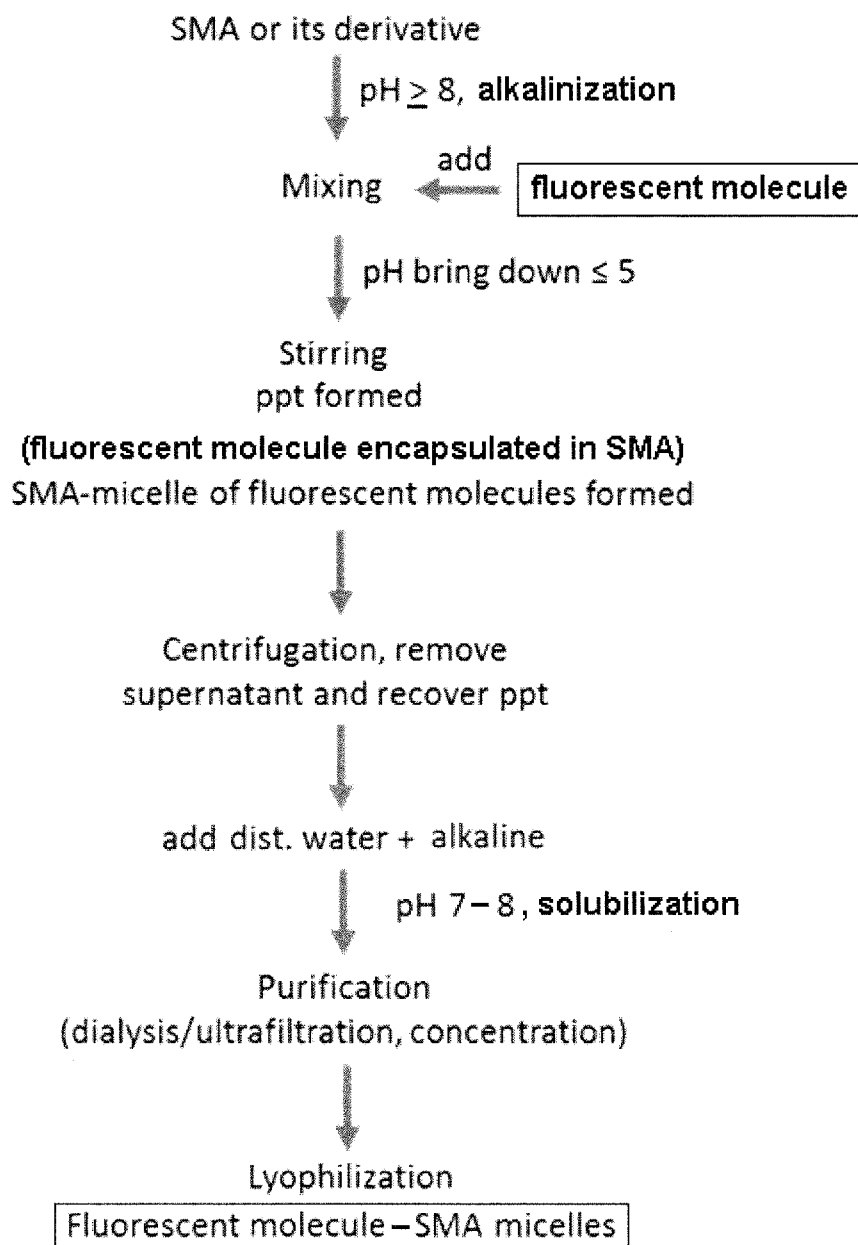 SMA or its derivative
pH ≥ 8, alkalinization
add
Mixing
fluorescent molecule
pH bring down ≤ 5
Stirring
ppt formed
(fluorescent molecule encapsulated in SMA)
SMA-micelle of fluorescent molecules formed
Centrifugation, remove
supernatant and recover ppt
add dist. water + alkaline
pH 7–8, solubilization
Purification
(dialysis/ultrafiltration, concentration)
Lyophilization
Fluorescent molecule–SMA micelles